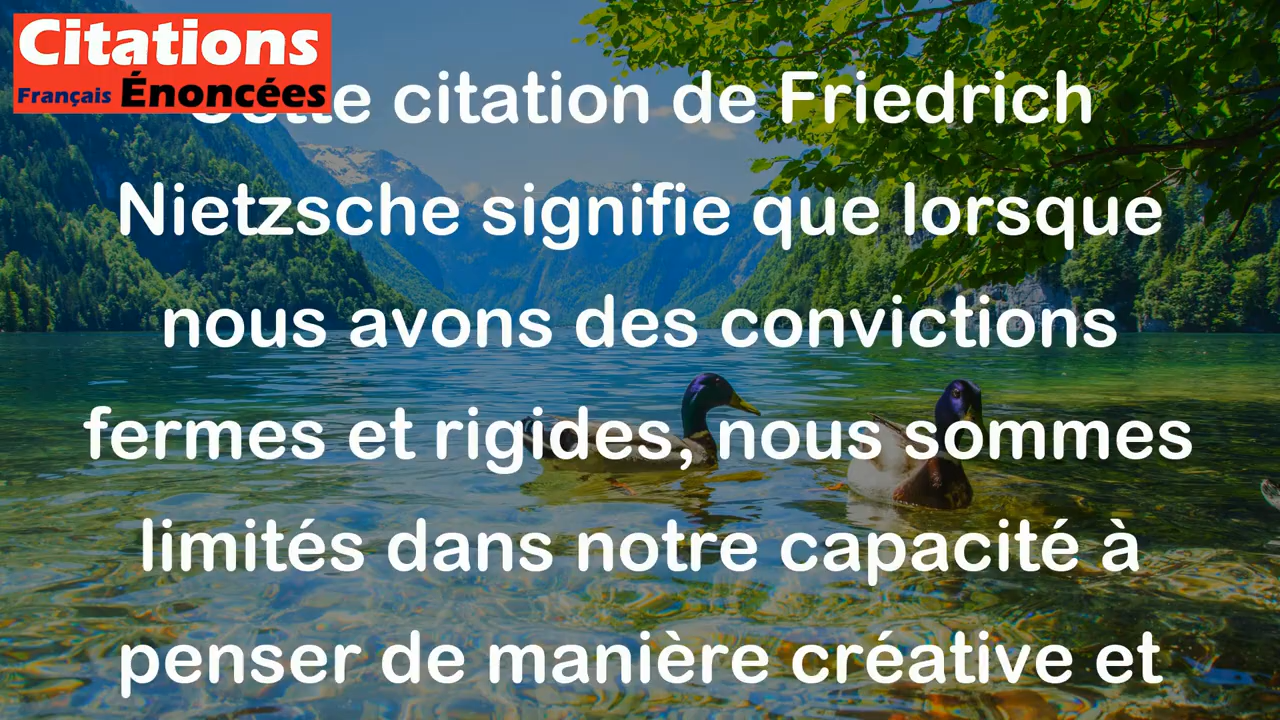 Citations
Français Énoncées
citation de Friedrich
Nietzsche signifie que lorsque
nous avons des convictions
fermes et rigides, nous sommes
limités dans notre capacité à
penser de manière créative et